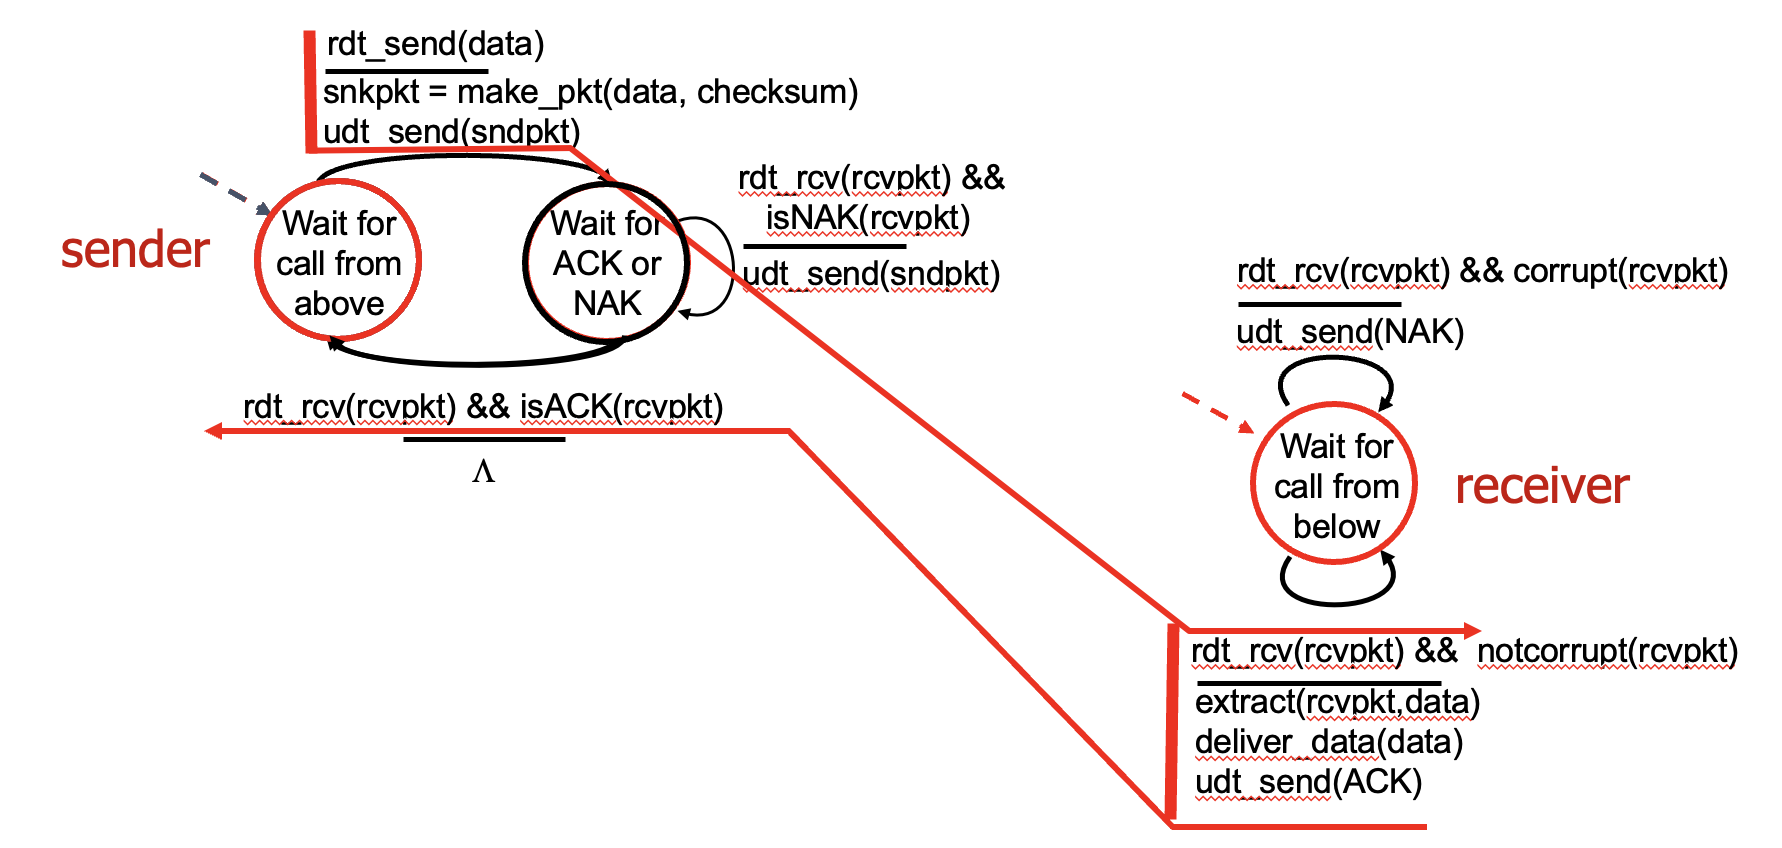 rdt_send(data)
snkpkt = make_pkt(data, checksum)
udt_send(sndpkt)
sender
Wait for
call from
above
Wait for
ACK or
NAK
rdt_rcv(rcvpkt) &&
isNAK(rcvpkt)
udt_send(sndpkt)
rdt_rcv(rcvpkt) && isACK(rcvpkt)
Λ
rdt_rcv(rcvpkt) && corrupt(rcvpkt)
udt_send(NAK)
Wait for
call from
below
receiver
rdt_rcv(rcvpkt) && notcorrupt(rcvpkt)
extract(rcvpkt,data)
deliver_data(data)
udt_send(ACK)